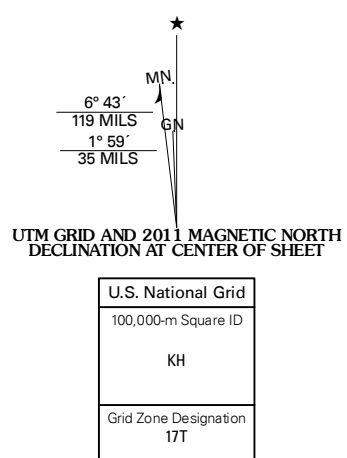 ★
MN.
6° 43´
119 MILS
GN
1° 59´
35 MILS
UTM GRID AND 2011 MAGNETIC NORTH
DECLINATION AT CENTER OF SHEET
U.S. National Grid
100,000-m Square ID
KH
Grid Zone Designation
17T